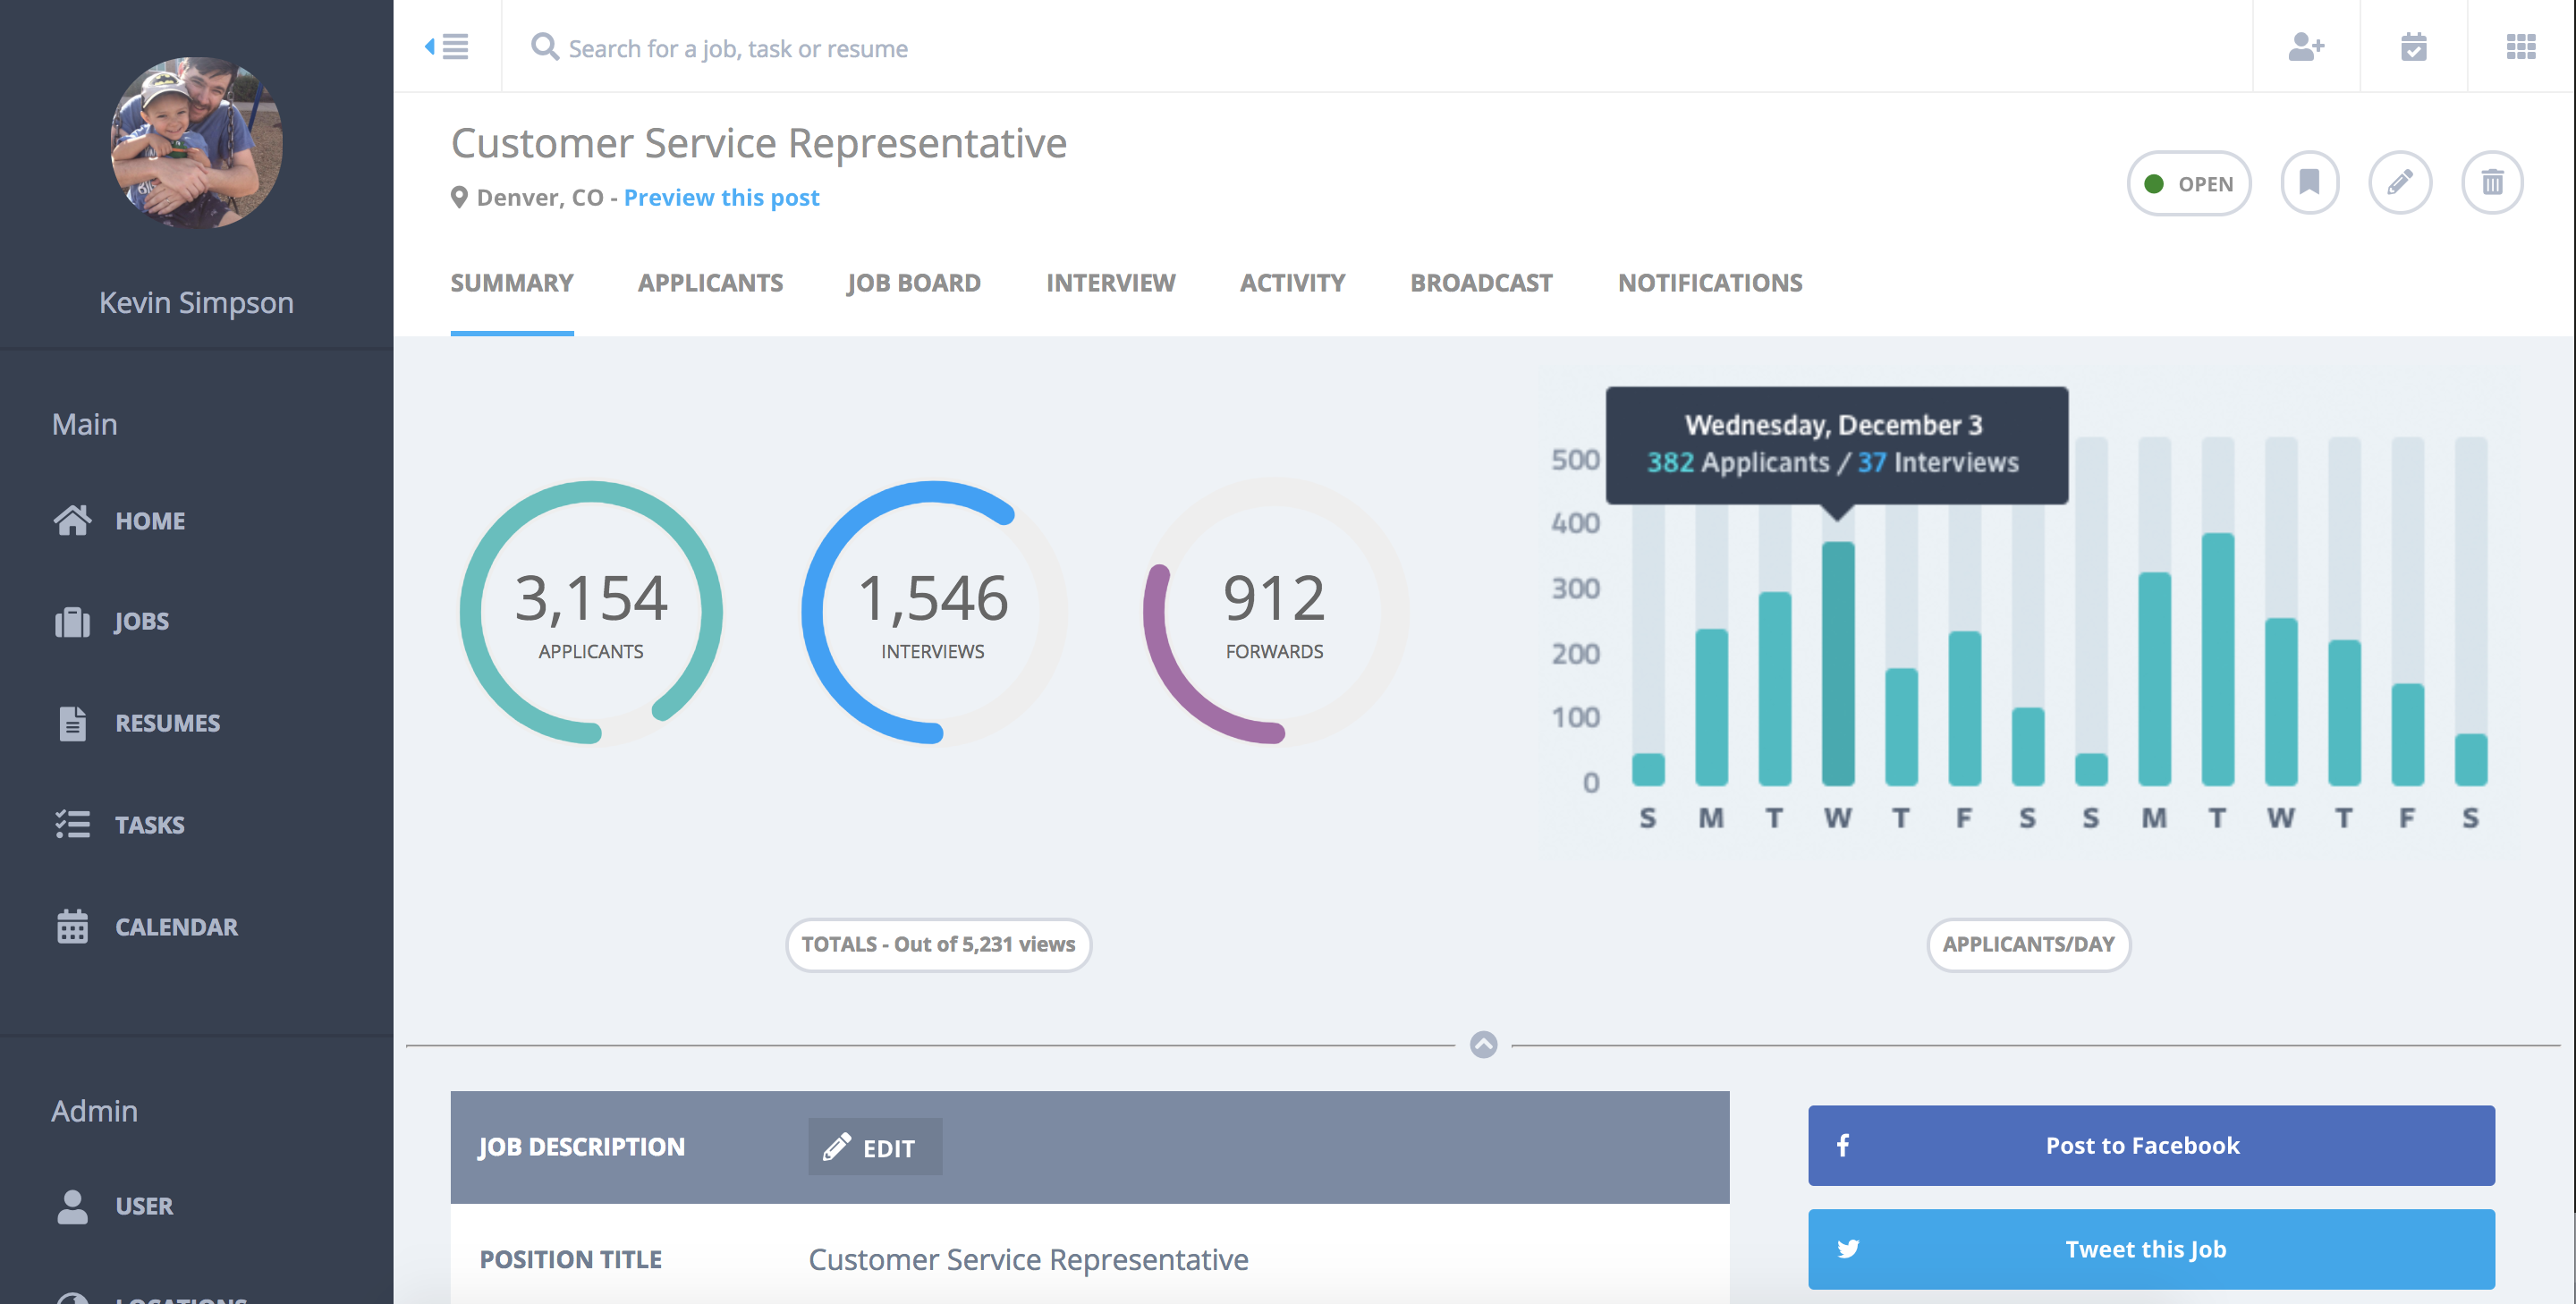 Kevin Simpson
Main
HOME
JOBS
RESUMES
TASKS
CALENDAR
Admin
USER
LOCATIONS
Search for a job, task or resume
Customer Service Representative
Denver, CO - Preview this post
OPEN
SUMMARY APPLICANTS JOB BOARD INTERVIEW ACTIVITY BROADCAST NOTIFICATIONS
3,154
APPLICANTS
1,546
INTERVIEWS
912
FORWARDS
TOTALS - Out of 5,231 views
Wednesday, December 3
382 Applicants / 37 Interviews
500
400
300
200
100
0
S M T W T F S S M T W T F S
APPLICANTS/DAY
JOB DESCRIPTION EDIT
POSITION TITLE Customer Service Representative
Post to Facebook
Tweet this Job